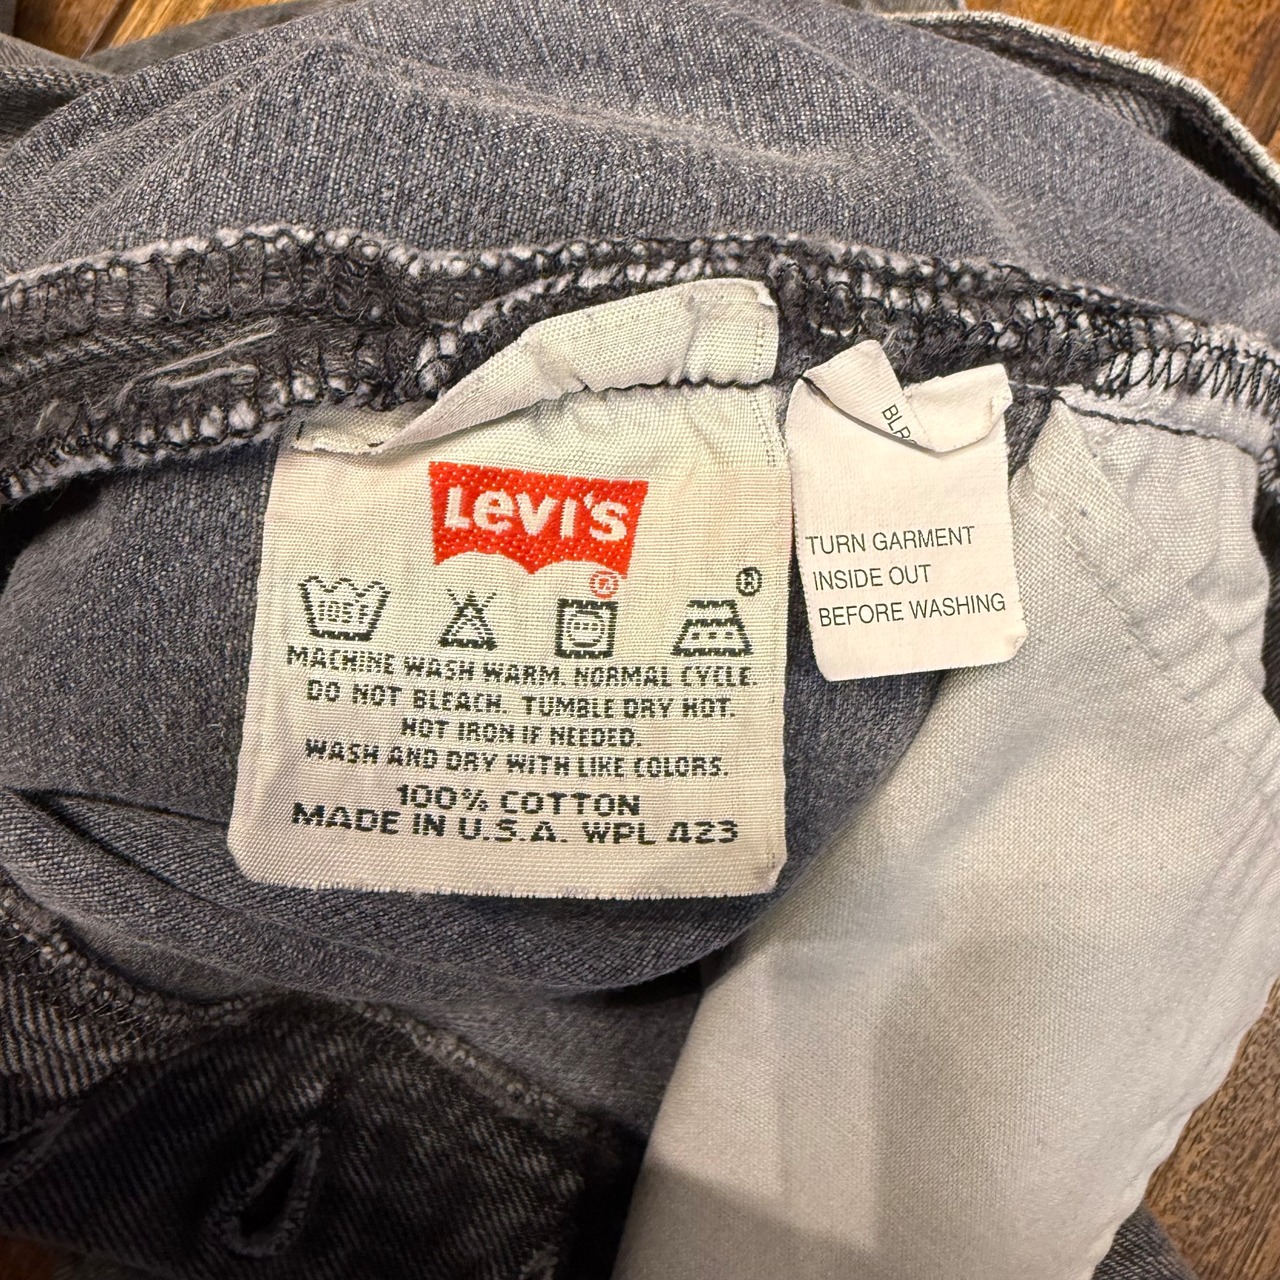 Levi's
®
®
105F
MACHINE WASH WARM. NORMAL CYCLE.
DO NOT BLEACH. TUMBLE DRY HOT.
HOT IRON IF NEEDED.
WASH AND DRY WITH LIKE COLORS.
100% COTTON
MADE IN U.S.A. WPL 423
TURN GARMENT
INSIDE OUT
BEFORE WASHING